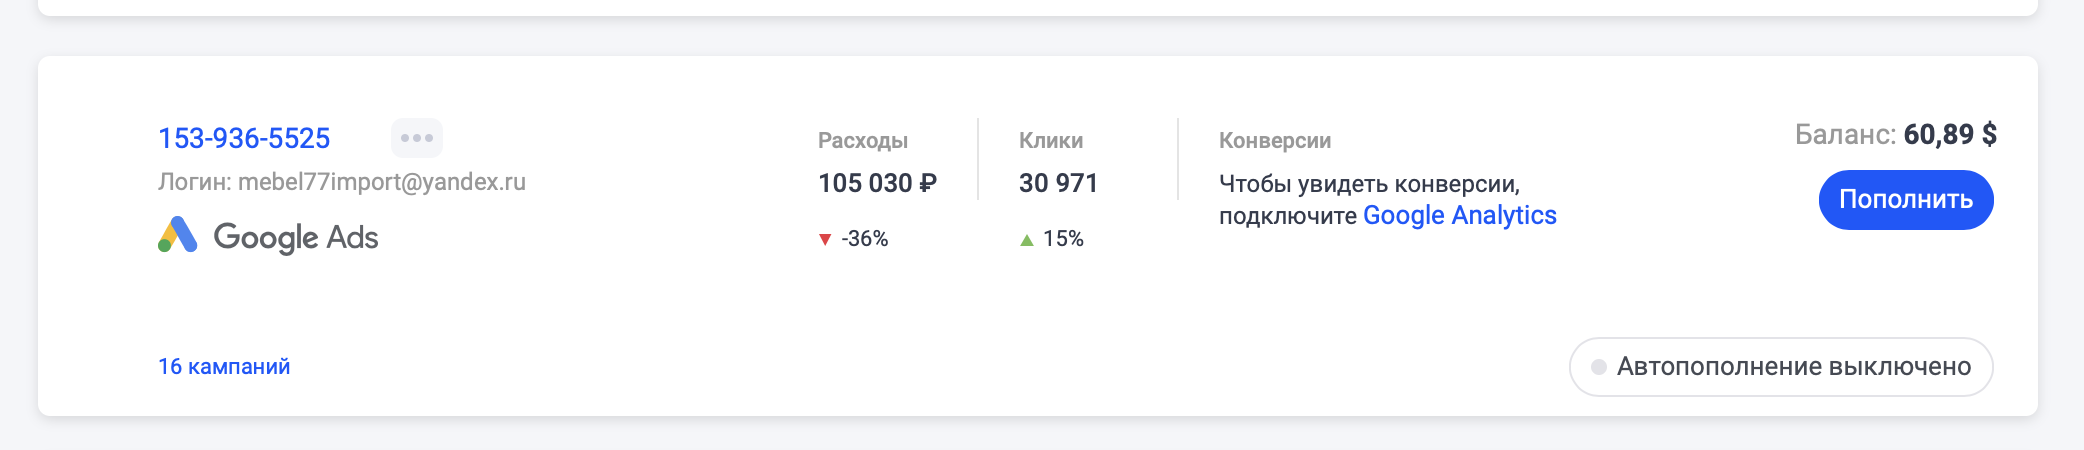 153-936-5525
Логин: mebel77import@yandex.ru
Google Ads
16 кампаний
Расходы
105 030 ₽
-36%
Клики
30 971
15%
Конверсии
Чтобы увидеть конверсии,
подключите Google Analytics
Баланс: 60,89 $
Пополнить
Автопополнение выключено